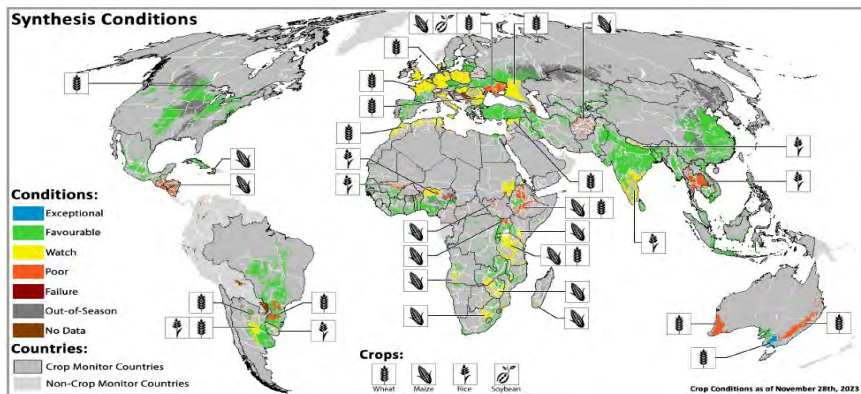 Synthesis Conditions
Conditions:
Exceptional
Favourable
Watch
Poor
Failure
Out-of-Season
No Data
Countries:
Crop Monitor Countries
Non-Crop Monitor Countries
Crops:
Wheat Maize Rice Soybean
Crop Conditions as of November 28th, 2023